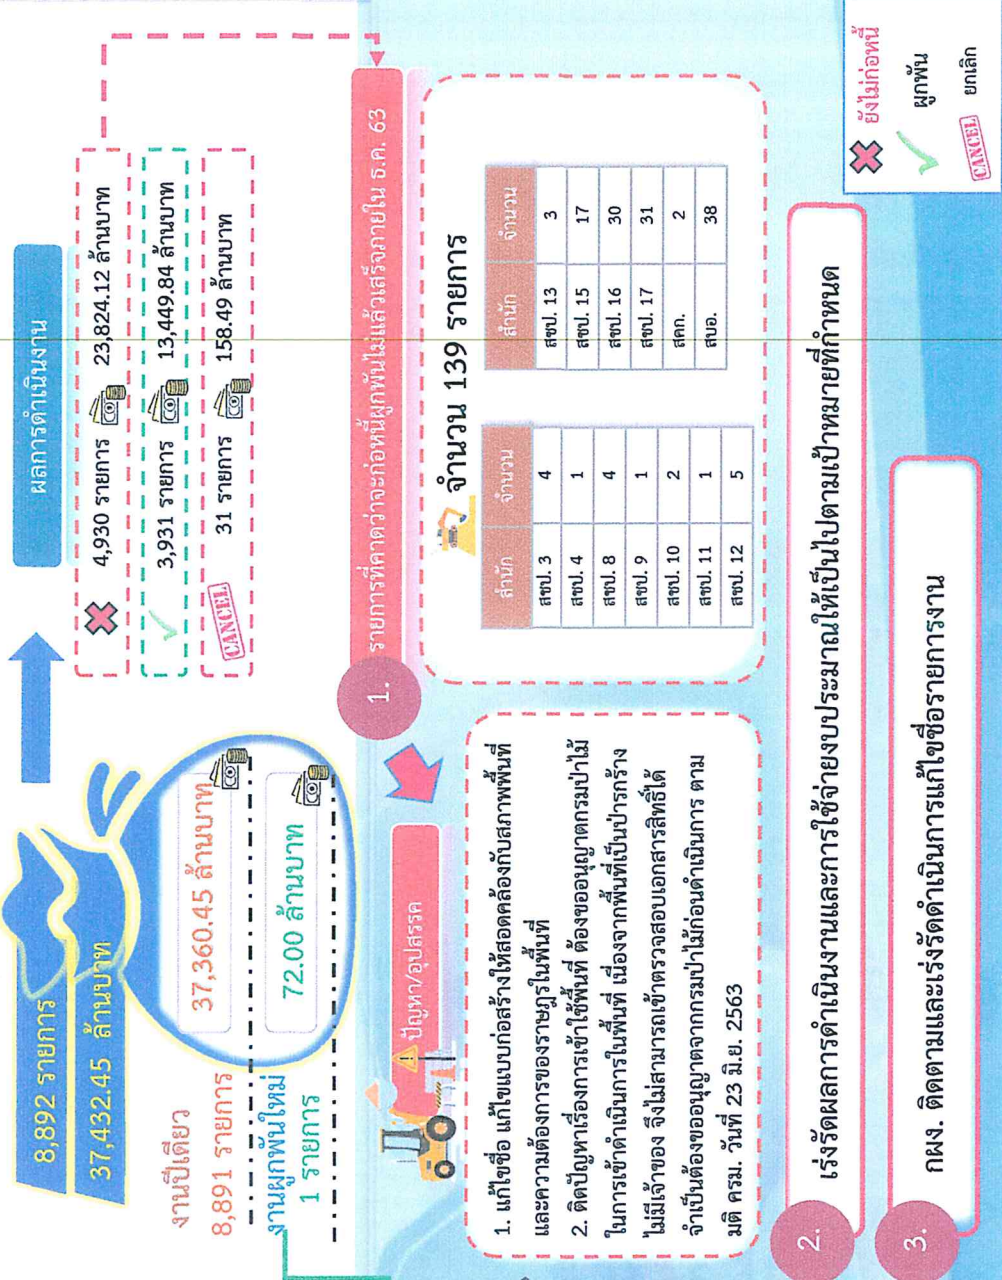 8,892 รายการ
37,432.45 ล้านบาท
งานปีเดียว
8,891 รายการ
37,360.45 ล้านบาท
งานผูกพันใหม่
1 รายการ
72.00 ล้านบาท
ผลการดำเนินงาน
4,930 รายการ 23,824.12 ล้านบาท
3,931 รายการ 13,449.84 ล้านบาท
CANCEL 31 รายการ 158.49 ล้านบาท
ปัญหา/อุปสรรค
1. แก้ไขชื่อ แก้ไขแบบก่อสร้างให้สอดคล้องกับสภาพพื้นที่
และความต้องการของราษฎรในพื้นที่
2. ติดปัญหาเรื่องการเข้าใช้พื้นที่ ต้องขออนุญาตกรมป่าไม้
ในการเข้าดำเนินการในพื้นที่ เนื่องจากพื้นที่เป็นป่ารกร้าง
ไม่มีเจ้าของ จึงไม่สามารถเข้าตรวจสอบเอกสารสิทธิ์ได้
จำเป็นต้องขออนุญาตจากกรมป่าไม้ก่อนดำเนินการ ตาม
มติ ครม. วันที่ 23 มิ.ย. 2563
1.
รายการที่คาดว่าจะก่อหนี้ผูกพันไม่แล้วเสร็จภายใน ธ.ค. 63
จำนวน 139 รายการ
สำนัก จำนวน
สชป. 3 4
สชป. 4 1
สชป. 8 4
สชป. 9 1
สชป. 10 2
สชป. 11 1
สชป. 12 5
สำนัก จำนวน
สชป. 13 3
สชป. 15 17
สชป. 16 30
สชป. 17 31
สคก. 2
สบอ. 38
2.
เร่งรัดผลการดำเนินงานและการใช้จ่ายงบประมาณให้เป็นไปตามเป้าหมายที่กำหนด
3.
กผง. ติดตามและเร่งรัดดำเนินการแก้ไขชื่อรายการงาน
ยังไม่ก่อหนี้
ผูกพัน
CANCEL ยกเลิก